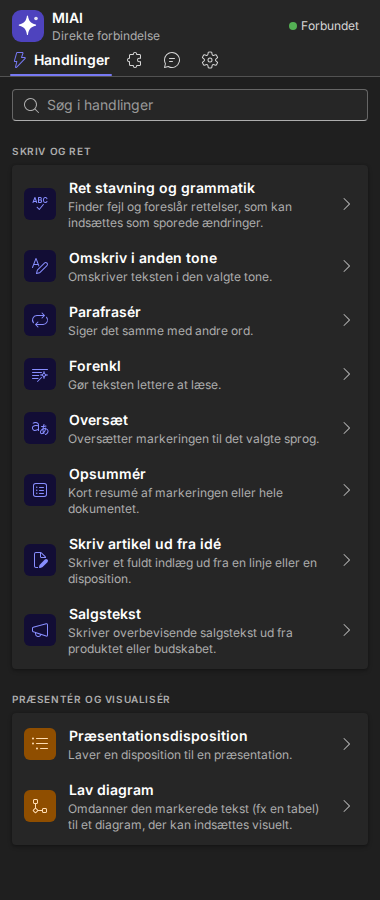 MIAI
Direkte forbindelse
Forbundet
Handlinger
Søg i handlinger
SKRIV OG RET
ABC
Ret stavning og grammatik
Finder fejl og foreslår rettelser, som kan
indsættes som sporede ændringer.
Omskriv i anden tone
Omskriver teksten i den valgte tone.
Parafrasér
Siger det samme med andre ord.
Forenkl
Gør teksten lettere at læse.
Oversæt
Oversætter markeringen til det valgte sprog.
Opsummér
Kort resumé af markeringen eller hele
dokumentet.
Skriv artikel ud fra idé
Skriver et fuldt indlæg ud fra en linje eller en
disposition.
Salgstekst
Skriver overbevisende salgstekst ud fra
produktet eller budskabet.
PRÆSENTÉR OG VISUALISÉR
Præsentationsdisposition
Laver en disposition til en præsentation.
Lav diagram
Omdanner den markerede tekst (fx en tabel)
til et diagram, der kan indsættes visuelt.